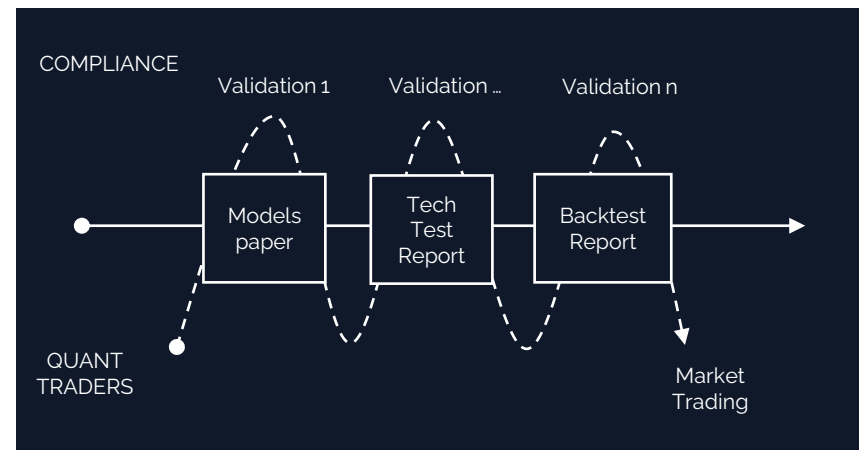 COMPLIANCE
Validation 1
Validation …
Validation n
Models
paper
Tech
Test
Report
Backtest
Report
QUANT
TRADERS
Market
Trading